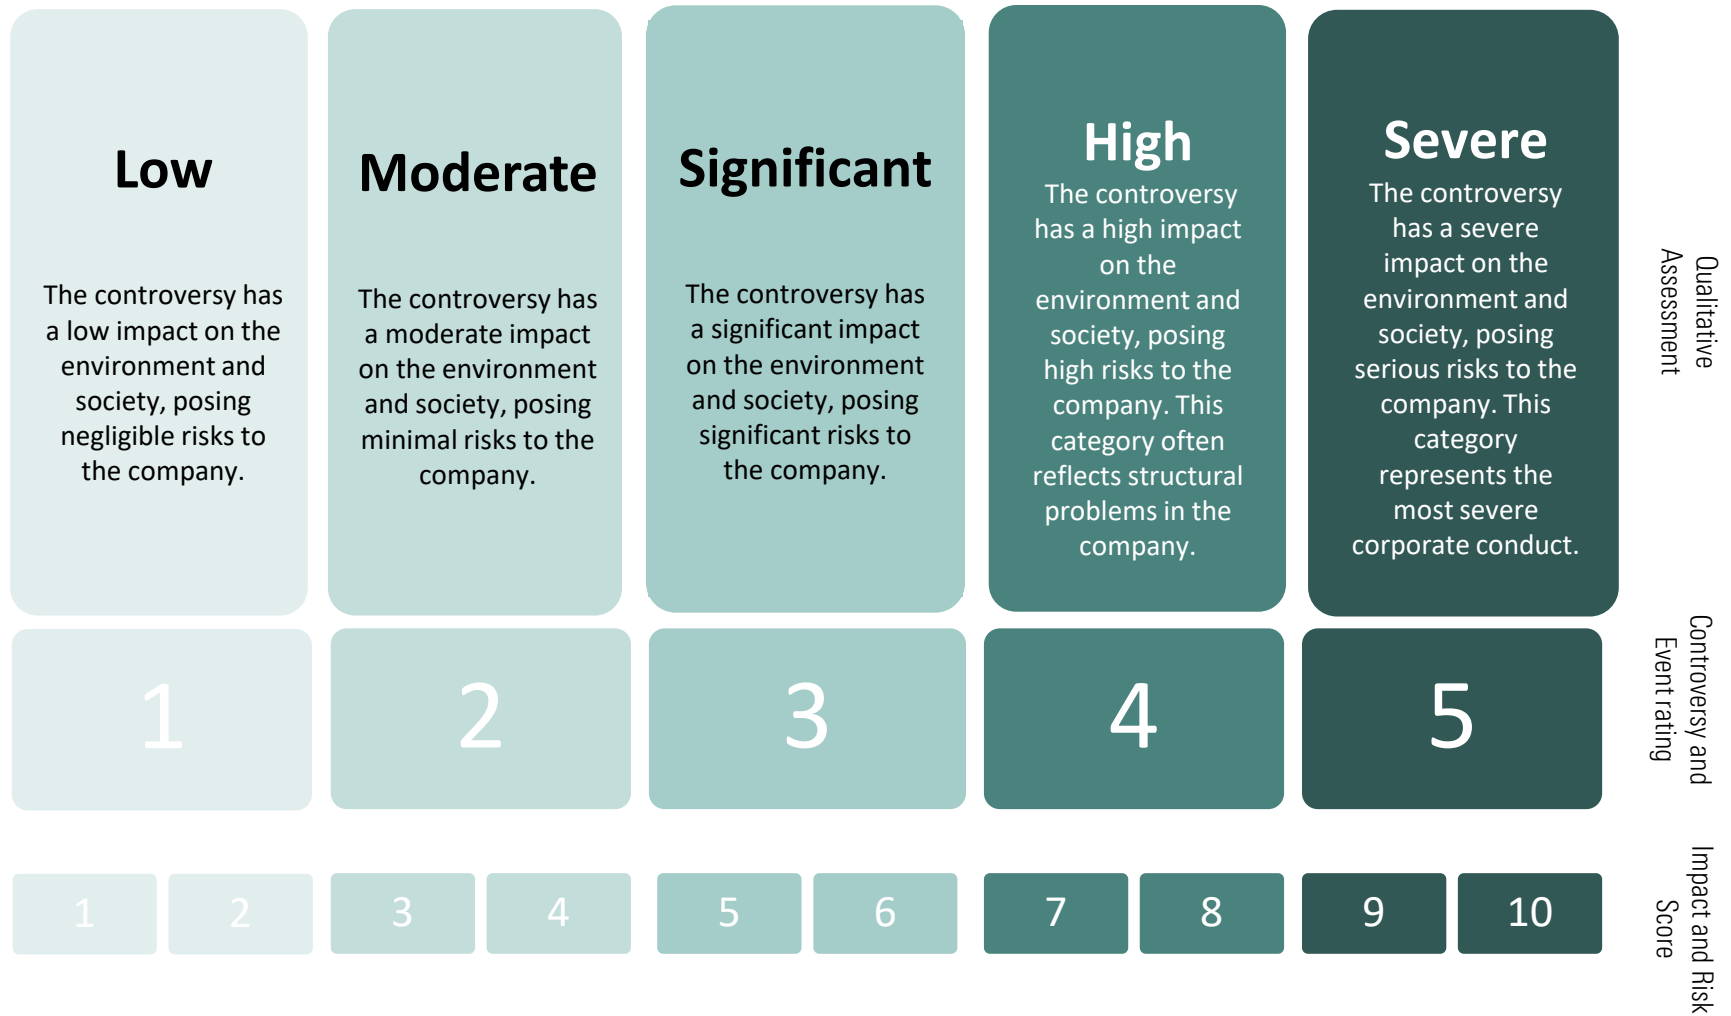 Low
The controversy has
a low impact on the
environment and
society, posing
negligible risks to
the company.
Moderate
The controversy has
a moderate impact
on the environment
and society, posing
minimal risks to the
company.
Significant
The controversy has
a significant impact
on the environment
and society, posing
significant risks to
the company.
High
The controversy
has a high impact
on the
environment and
society, posing
high risks to the
company. This
category often
reflects structural
problems in the
company.
Severe
The controversy
has a severe
impact on the
environment and
society, posing
serious risks to the
company. This
category
represents the
most severe
corporate conduct.
Qualitative
Assessment
1
2
3
4
5
Controversy and
Event rating
1
2
3
4
5
6
7
8
9
10
Impact and Risk
Score